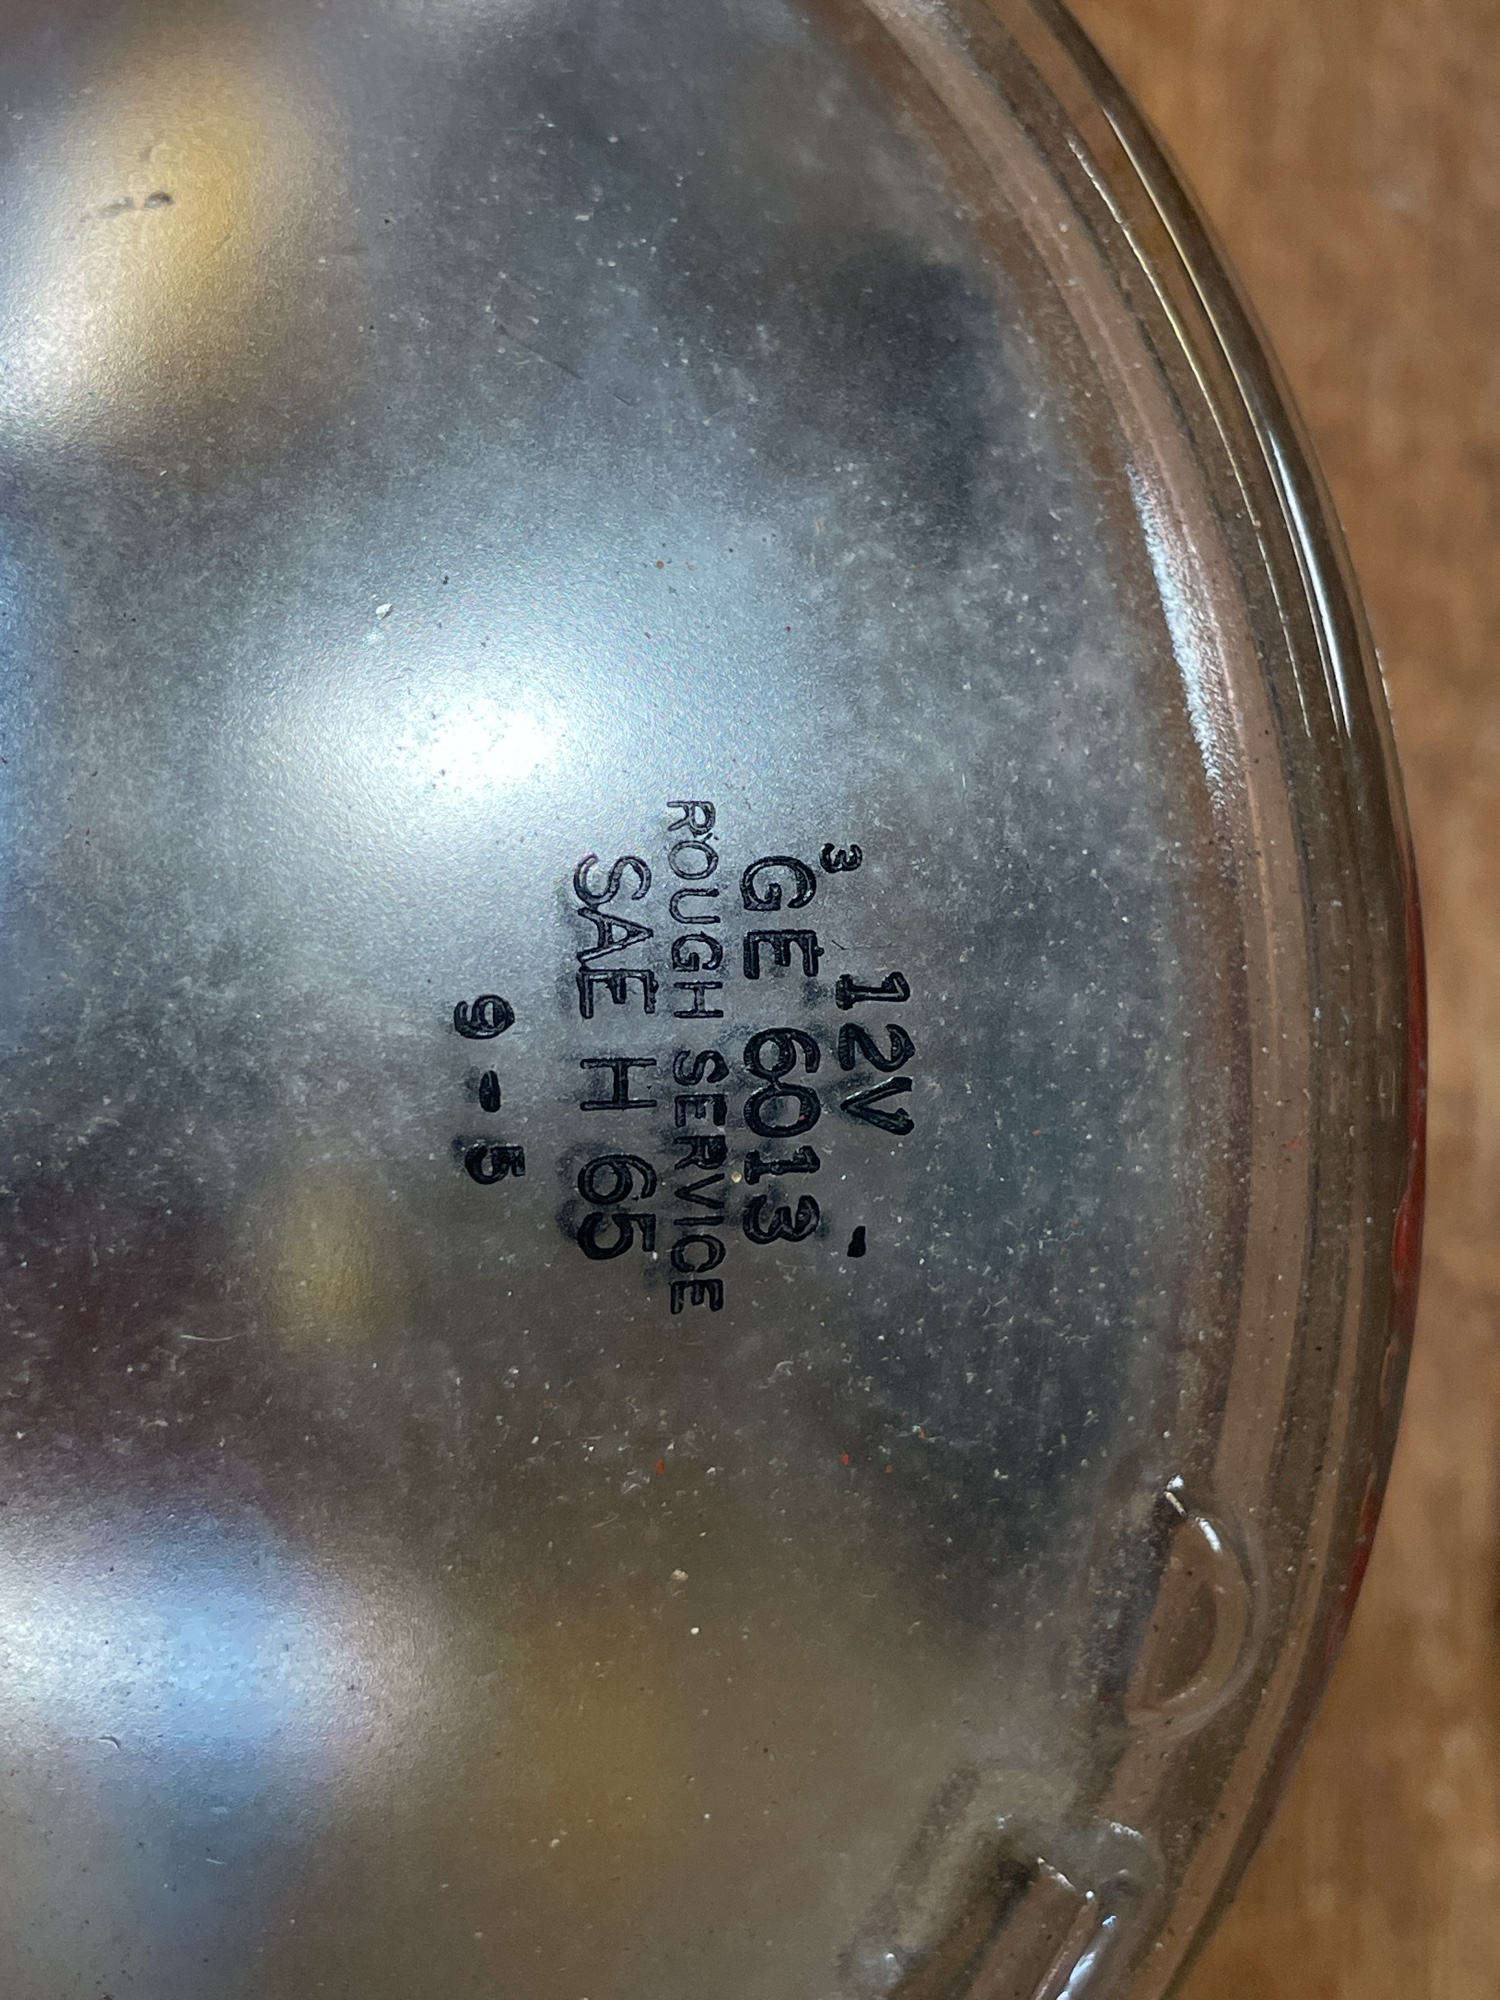 12V
3
GE 6013
ROUGH SERVICE
SAE H 65
9-5